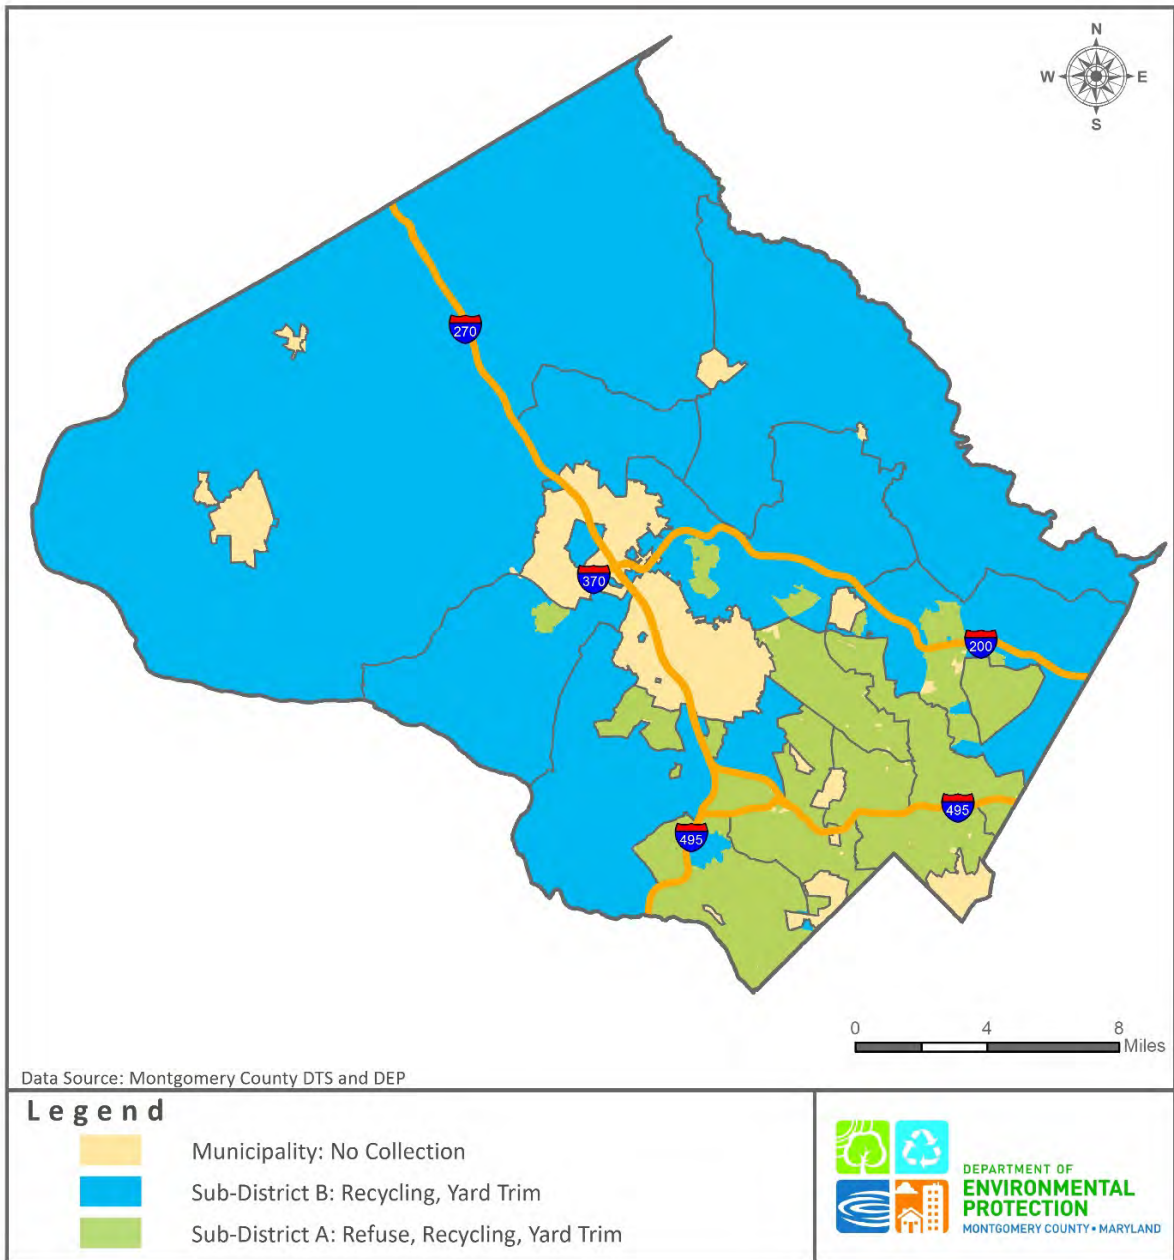 N
W E
S
270
370
200
495
495
0 4 8
Miles
Data Source: Montgomery County DTS and DEP
Legend
Municipality: No Collection
Sub-District B: Recycling, Yard Trim
Sub-District A: Refuse, Recycling, Yard Trim
DEPARTMENT OF
ENVIRONMENTAL
PROTECTION
MONTGOMERY COUNTY • MARYLAND